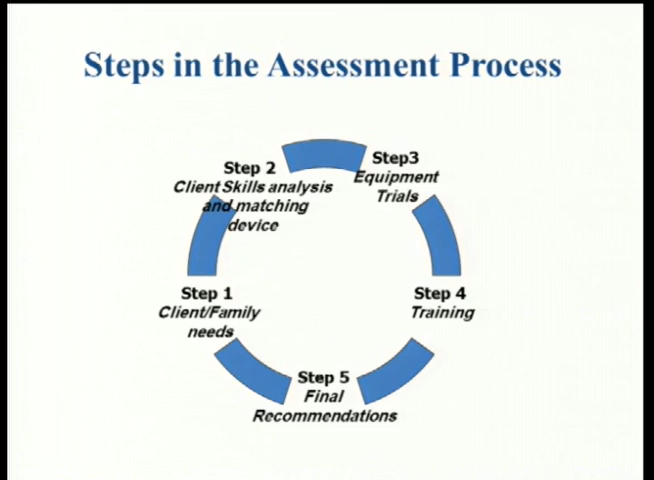 Steps in the Assessment Process
Step 1
Client/Family
needs
Step 2
Client Skills analysis
and matching
device
Step3
Equipment
Trials
Step 4
Training
Step 5
Final
Recommendations